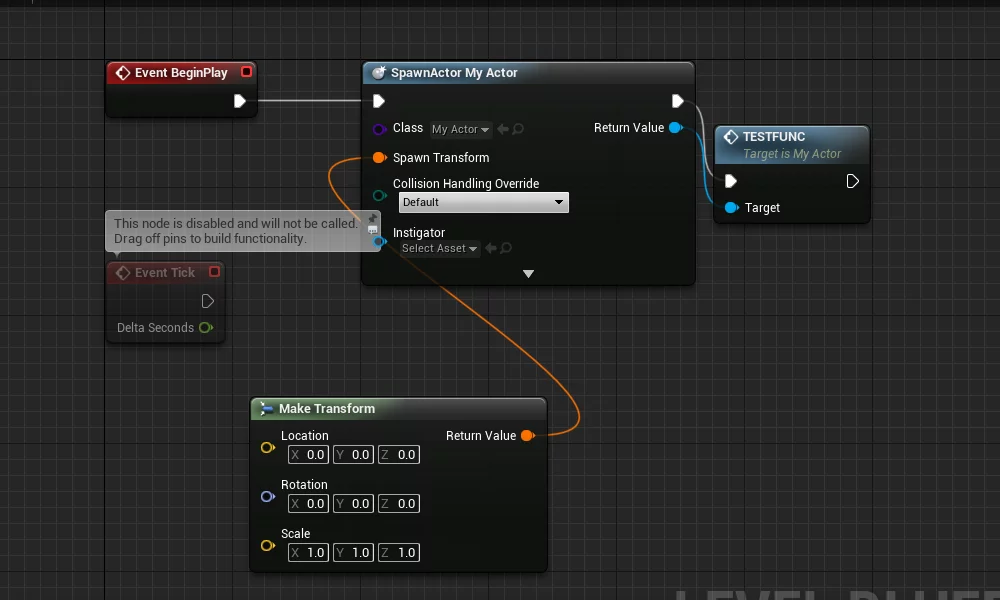 Event BeginPlay
SpawnActor My Actor
Class My Actor
Return Value
Spawn Transform
Collision Handling Override
Default
Instigator
Select Asset
TESTFUNC
Target is My Actor
Target
This node is disabled and will not be called.
Drag off pins to build functionality.
Event Tick
Delta Seconds
Make Transform
Location
Return Value
X 0.0 Y 0.0 Z 0.0
Rotation
X 0.0 Y 0.0 Z 0.0
Scale
X 1.0 Y 1.0 Z 1.0